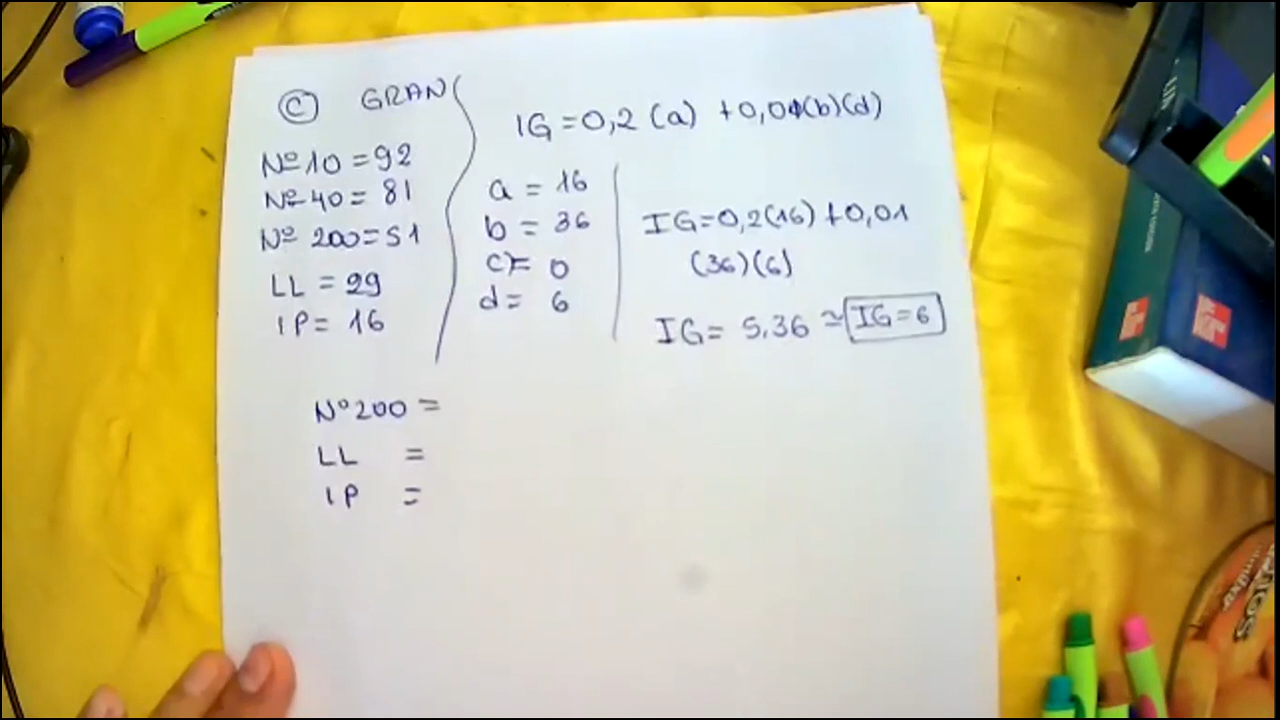 C GRAN
Nº 10 = 92
Nº 40 = 81
Nº 200 = 51
LL = 29
IP = 16
IG = 0,2 (a) + 0,01(b)(d)
a = 16
b = 36
c) = 0
d = 6
IG = 0,2(16) + 0,01
(36)(6)
IG = 5.36 ≃ IG = 6
Nº 200 =
LL =
IP =